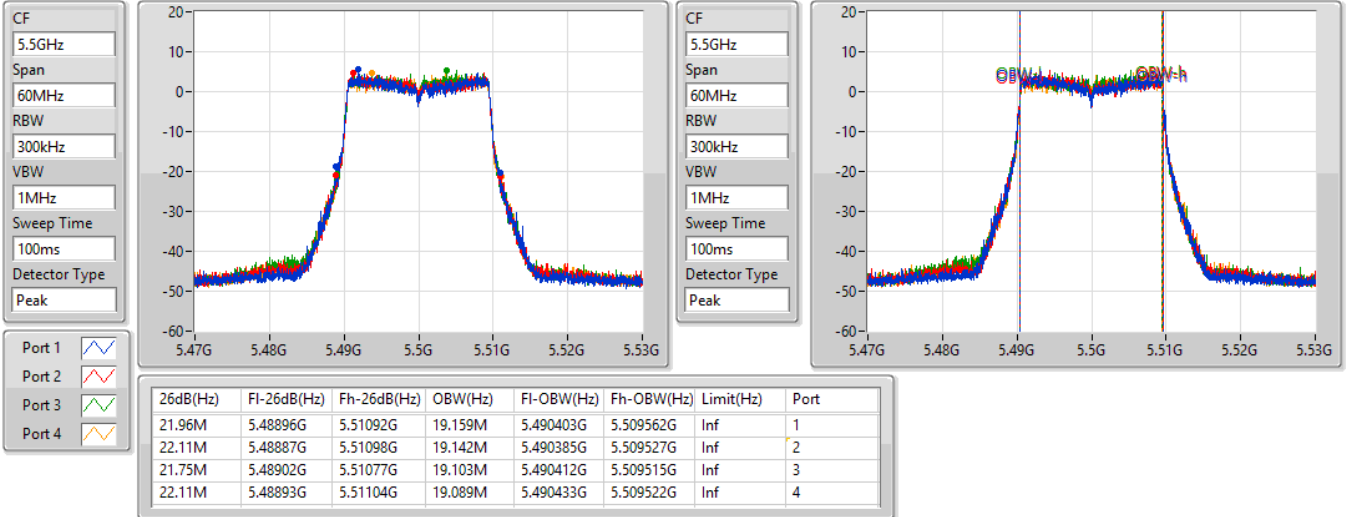 CF
5.5GHz
Span
60MHz
RBW
300kHz
VBW
1MHz
Sweep Time
100ms
Detector Type
Peak
20
10
0
-10
-20
-30
-40
-50
-60
5.47G 5.48G 5.49G 5.5G 5.51G 5.52G 5.53G
CF
5.5GHz
Span
60MHz
RBW
300kHz
VBW
1MHz
Sweep Time
100ms
Detector Type
Peak
20
10
0
-10
-20
-30
-40
-50
-60
OBW-h
5.47G 5.48G 5.49G 5.5G 5.51G 5.52G 5.53G
Port 1
Port 2
Port 3
Port 4
26dB(Hz) Fl-26dB(Hz) Fh-26dB(Hz) OBW(Hz) Fl-OBW(Hz) Fh-OBW(Hz) Limit(Hz) Port
21.96M 5.48896G 5.51092G 19.159M 5.490403G 5.509562G Inf 1
22.11M 5.48887G 5.51098G 19.142M 5.490385G 5.509527G Inf 2
21.75M 5.48902G 5.51077G 19.103M 5.490412G 5.509515G Inf 3
22.11M 5.48893G 5.51104G 19.089M 5.490433G 5.509522G Inf 4